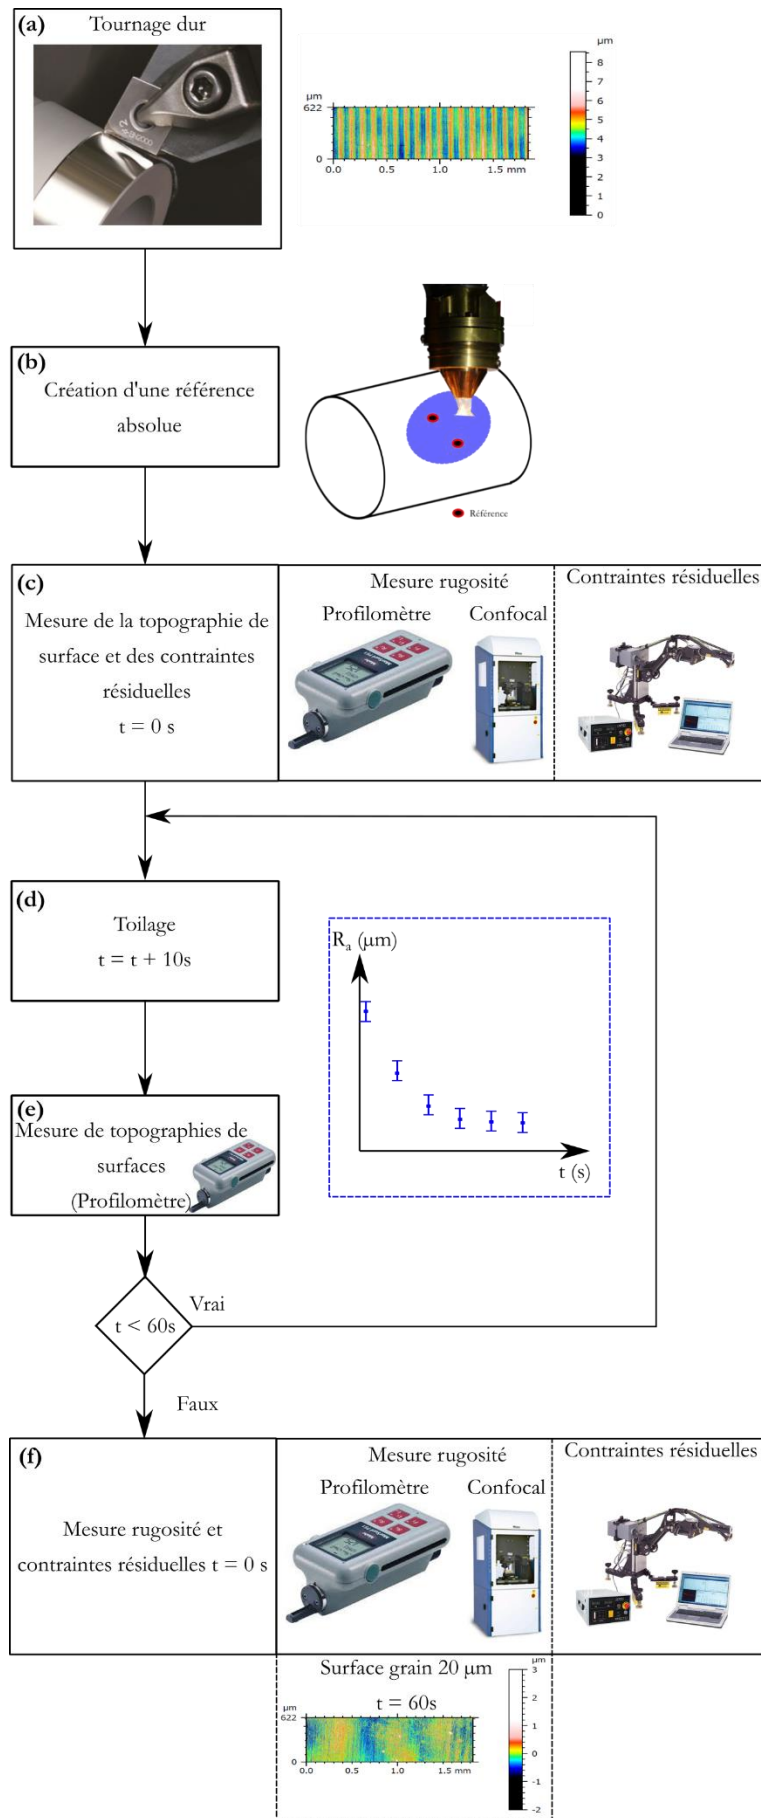 (a)
Tournage dur
µm
622
0
0.0 0.5 1.0 1.5 mm
µm
8
7
6
5
4
3
2
1
0
(b)
Création d'une référence
absolue
Référence
(c)
Mesure de la topographie de
surface et des contraintes
résiduelles
t = 0 s
Mesure rugosité
Profilomètre Confocal
Contraintes résiduelles
(d)
Toilage
t = t + 10s
Rₐ (µm)
t (s)
(e)
Mesure de topographies de
surfaces
(Profilomètre)
t < 60s
Vrai
Faux
(f)
Mesure rugosité et
contraintes résiduelles t = 0 s
Mesure rugosité
Profilomètre Confocal
Contraintes résiduelles
Surface grain 20 µm
t = 60s
µm
622
0
0.0 0.5 1.0 1.5 mm
µm
3
2
1
0
-1
-2